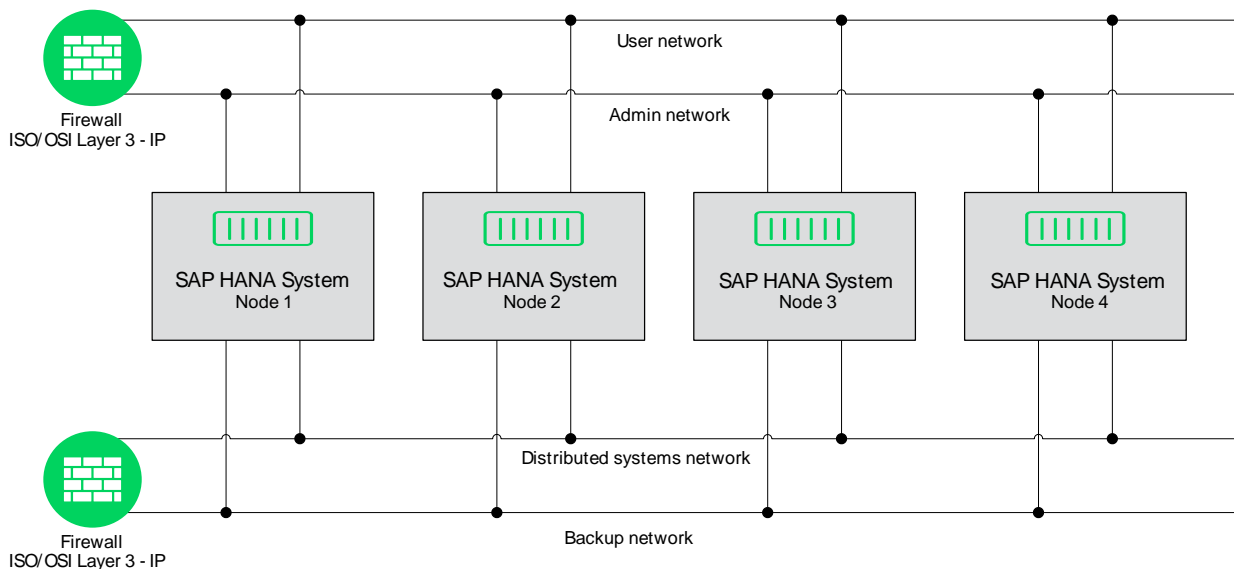 User network
Admin network
Firewall
ISO/OSI Layer 3 - IP
SAP HANA System
Node 1
SAP HANA System
Node 2
SAP HANA System
Node 3
SAP HANA System
Node 4
Distributed systems network
Backup network
Firewall
ISO/OSI Layer 3 - IP